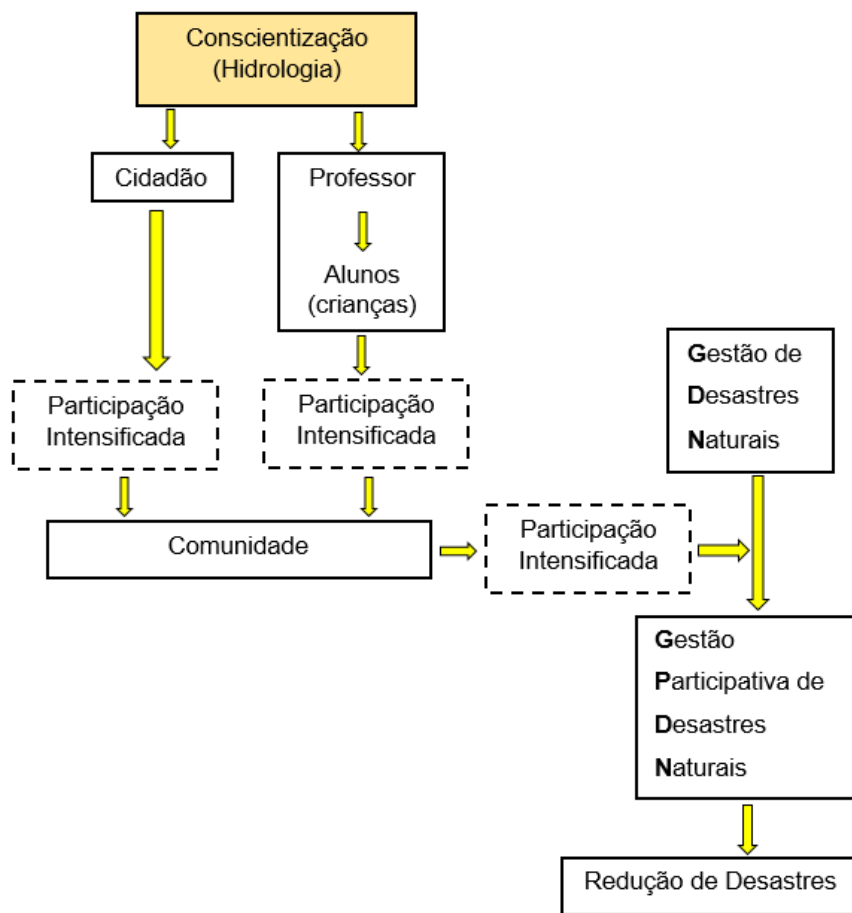 Conscientização
(Hidrologia)
Cidadão
Professor
Alunos
(crianças)
Participação
Intensificada
Participação
Intensificada
Comunidade
Participação
Intensificada
Gestão de
Desastres
Naturais
Gestão
Participativa de
Desastres
Naturais
Redução de Desastres